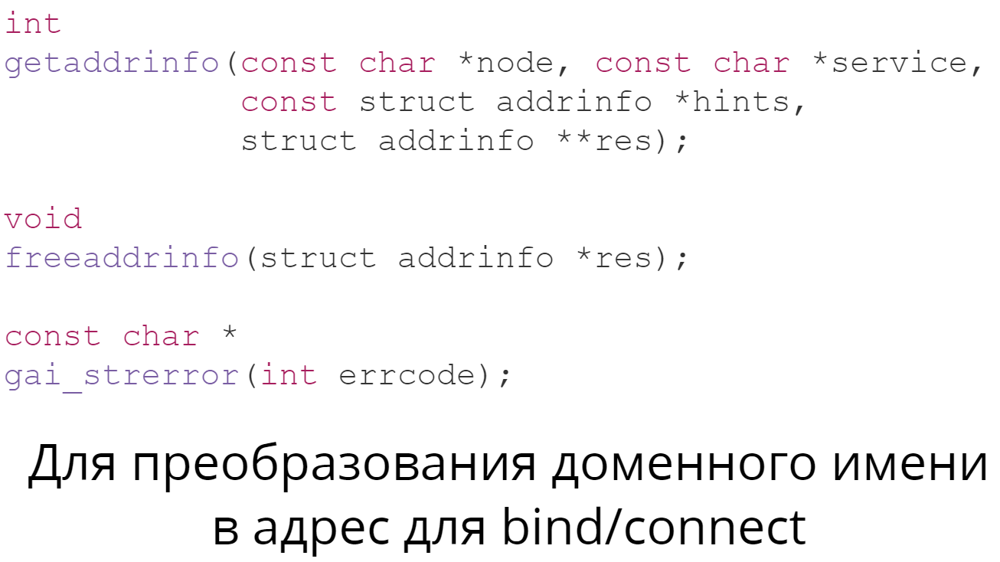 int
getaddrinfo(const char *node, const char *service,
            const struct addrinfo *hints,
            struct addrinfo **res);
void
freeaddrinfo(struct addrinfo *res);
const char *
gai_strerror(int errcode);
Для преобразования доменного имени
в адрес для bind/connect